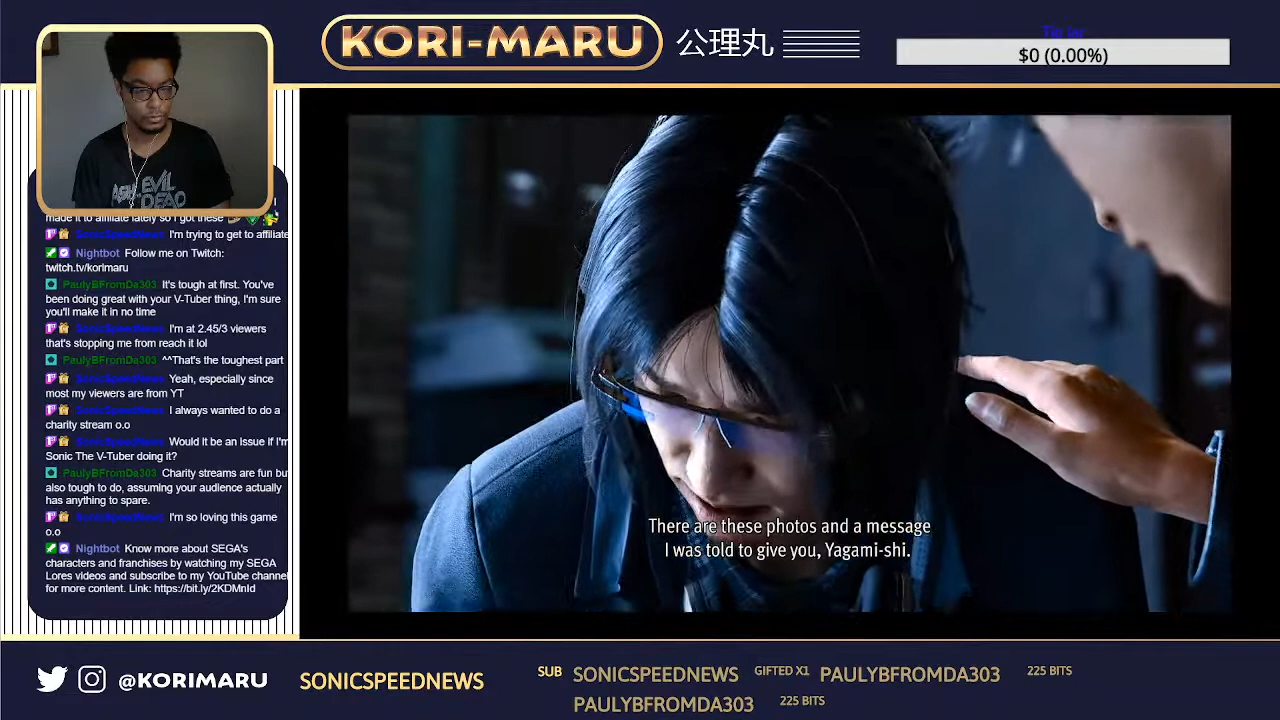 KORI-MARU 公理丸
Tip Jar
$0 (0.00%)
made it to affiliate lately so I got these
SonicSpeedNews I'm trying to get to affiliate
Nightbot Follow me on Twitch:
twitch.tv/korimaru
PaulyBFromDa303 It's tough at first. You've
been doing great with your V-Tuber thing, I'm sure
you'll make it in no time
SonicSpeedNews I'm at 2.45/3 viewers
that's stopping me from reach it lol
PaulyBFromDa303 ^^That's the toughest part
SonicSpeedNews Yeah, especially since
most my viewers are from YT
SonicSpeedNews I always wanted to do a
charity stream o.o
SonicSpeedNews Would it be an issue if I'm
Sonic The V-Tuber doing it?
PaulyBFromDa303 Charity streams are fun but
also tough to do, assuming your audience actually
has anything to spare.
SonicSpeedNews I'm so loving this game
o.o
Nightbot Know more about SEGA's
characters and franchises by watching my SEGA
Lores videos and subscribe to my YouTube channel
for more content. Link: https://bit.ly/2KDMnId
There are these photos and a message
I was told to give you, Yagami-shi.
@KORIMARU
SONICSPEEDNEWS
SUB SONICSPEEDNEWS GIFTED X1 PAULYBFROMDA303 225 BITS
PAULYBFROMDA303 225 BITS